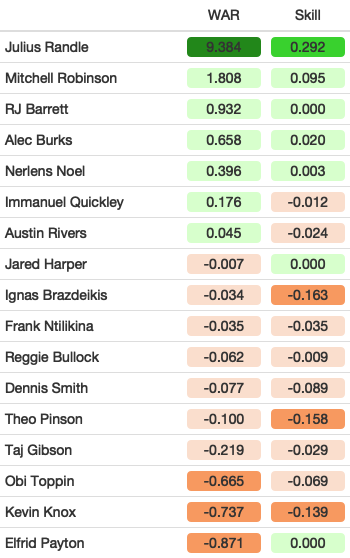 WAR Skill
Julius Randle 9.384 0.292
Mitchell Robinson 1.808 0.095
RJ Barrett 0.932 0.000
Alec Burks 0.658 0.020
Nerlens Noel 0.396 0.003
Immanuel Quickley 0.176 -0.012
Austin Rivers 0.045 -0.024
Jared Harper -0.007 0.000
Ignas Brazdeikis -0.034 -0.163
Frank Ntilikina -0.035 -0.035
Reggie Bullock -0.062 -0.009
Dennis Smith -0.077 -0.089
Theo Pinson -0.100 -0.158
Taj Gibson -0.219 -0.029
Obi Toppin -0.665 -0.069
Kevin Knox -0.737 -0.139
Elfrid Payton -0.871 0.000